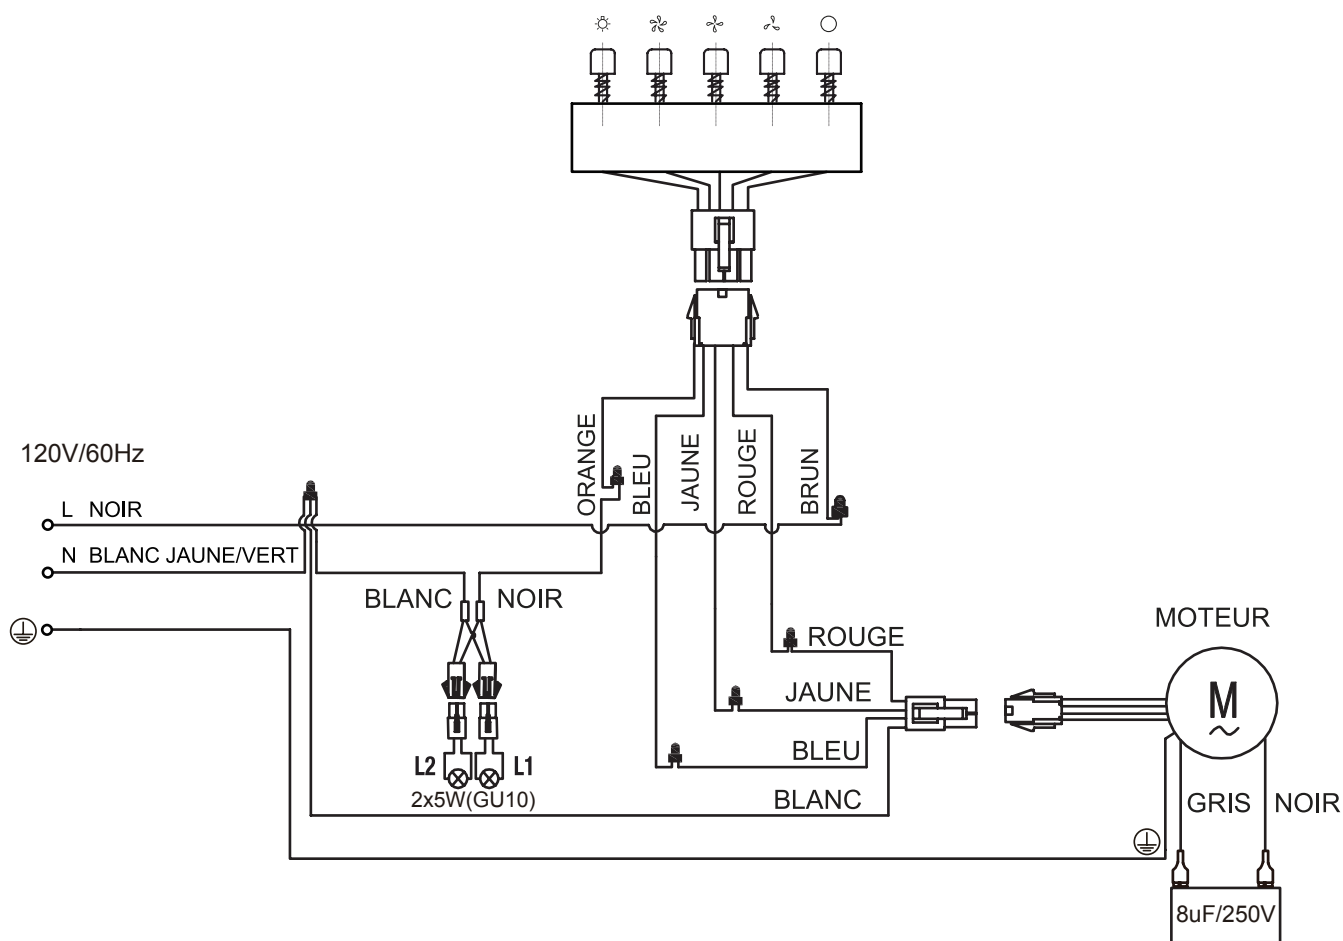 ORANGE
BLEU
JAUNE
ROUGE
BRUN
120V/60Hz
L NOIR
N BLANC JAUNE/VERT
BLANC
NOIR
ROUGE
JAUNE
BLEU
BLANC
MOTEUR
M
~
L2
L1
2x5W(GU10)
GRIS
NOIR
8uF/250V